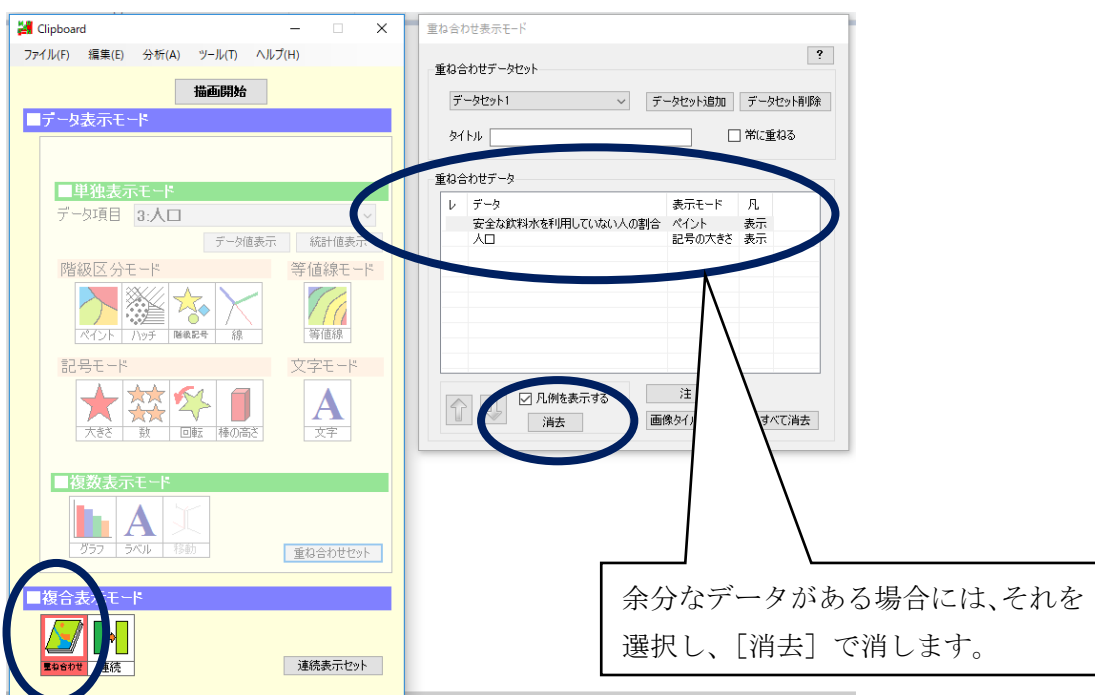 Clipboard
ファイル(F) 編集(E) 分析(A) ツール(T) ヘルプ(H)
描画開始
■データ表示モード
■単独表示モード
データ項目 3:人口
データ値表示 統計値表示
階級区分モード 等値線モード
ペイント ハッチ 階級記号 線 等値線
記号モード 文字モード
大きさ 数 回転 棒の高さ 文字
■複数表示モード
グラフ ラベル 移動 重ね合わせセット
■複合表示モード
重ね合わせ 連続 連続表示セット
重ね合わせ表示モード
?
重ね合わせデータセット
データセット1 データセット追加 データセット削除
タイトル 常に重ねる
重ね合わせデータ
レ データ 表示モード 凡
安全な飲料水を利用していない人の割合 ペイント 表示
人口 記号の大きさ 表示
凡例を表示する 注
消去 画像タイル すべて消去
余分なデータがある場合には、それを
選択し、[消去] で消します。